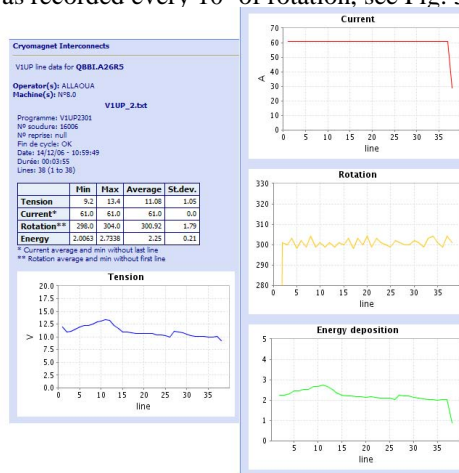 as recorded every 10° of rotation, see Fig.
Cryomagnet Interconnects
V1UP line data for QBBI.A26R5
Operator(s): ALLAOUA
Machine(s): N°8.0
V1UP_2.txt
Programme: V1UP2301
N° soudure: 16006
N° reprise: null
Fin de cycle: OK
Date: 14/12/06 - 10:59:49
Durée: 00:03:55
Lines: 38 (1 to 38)
Min Max Average St.dev.
Tension 9.2 13.4 11.08 1.05
Current* 61.0 61.0 61.0 0.0
Rotation** 298.0 304.0 300.92 1.79
Energy 2.0063 2.7338 2.25 0.21
* Current average and min without last line
** Rotation average and min without first line
Tension
20.0
17.5
15.0
12.5
10.0
7.5
5.0
2.5
0.0
V
0 5 10 15 20 25 30 35
line
Current
70
60
50
40
30
20
10
0
A
0 5 10 15 20 25 30 35
line
Rotation
330
320
310
300
290
280
0 5 10 15 20 25 30 35
line
Energy deposition
5
4
3
2
1
0
5 10 15 20 25 30 35
line